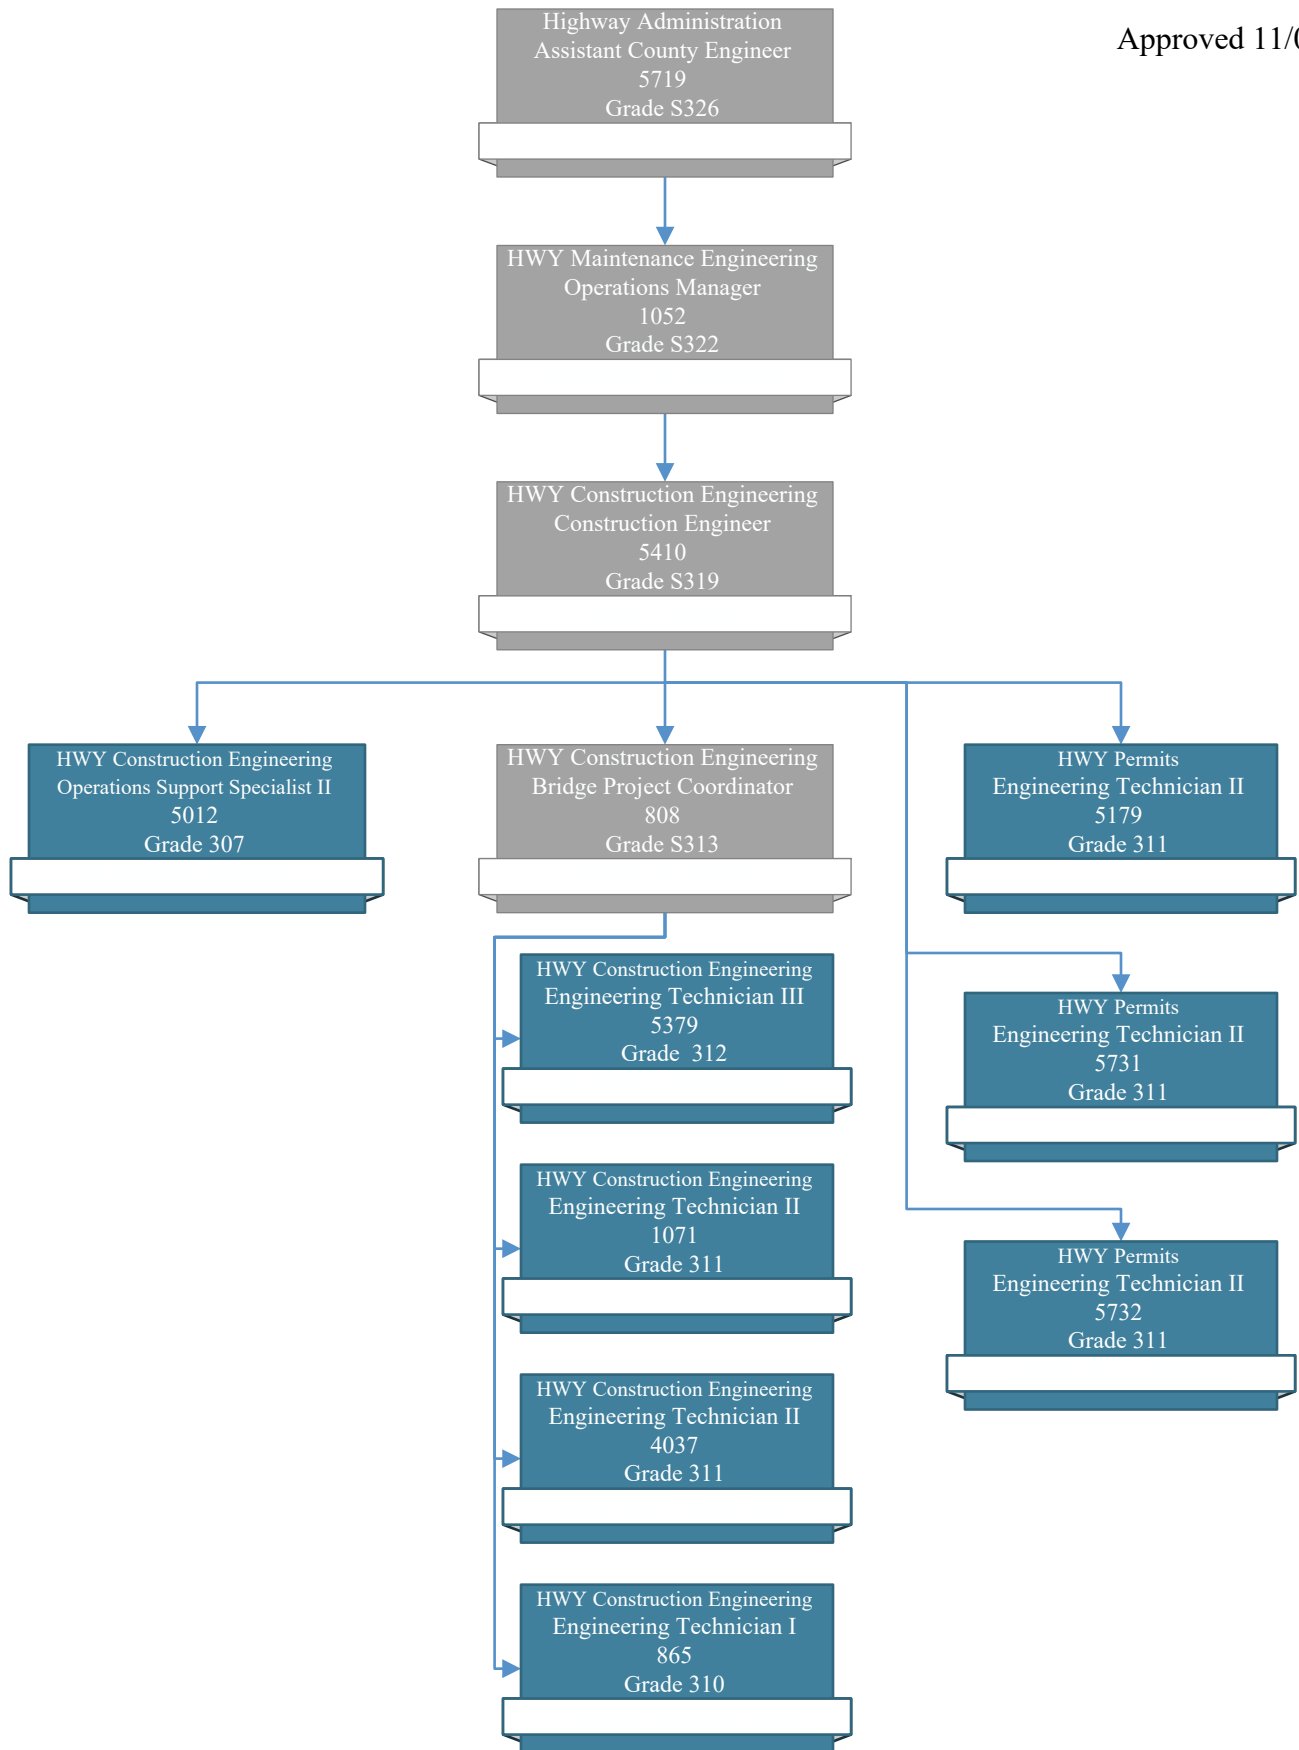 Approved 11/0
Highway Administration
Assistant County Engineer
5719
Grade S326
HWY Maintenance Engineering
Operations Manager
1052
Grade S322
HWY Construction Engineering
Construction Engineer
5410
Grade S319
HWY Construction Engineering
Operations Support Specialist II
5012
Grade 307
HWY Construction Engineering
Bridge Project Coordinator
808
Grade S313
HWY Permits
Engineering Technician II
5179
Grade 311
HWY Construction Engineering
Engineering Technician III
5379
Grade 312
HWY Permits
Engineering Technician II
5731
Grade 311
HWY Construction Engineering
Engineering Technician II
1071
Grade 311
HWY Permits
Engineering Technician II
5732
Grade 311
HWY Construction Engineering
Engineering Technician II
4037
Grade 311
HWY Construction Engineering
Engineering Technician I
865
Grade 310